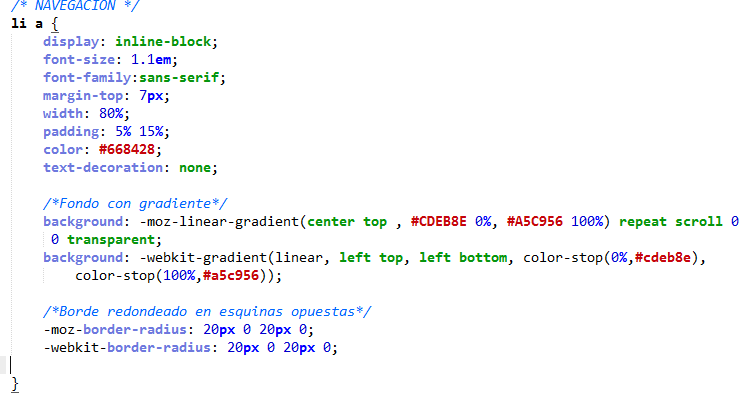 /* NAVEGACION */
li a {
display: inline-block;
font-size: 1.1em;
font-family:sans-serif;
margin-top: 7px;
width: 80%;
padding: 5% 15%;
color: #668428;
text-decoration: none;
/*Fondo con gradiente*/
background: -moz-linear-gradient(center top , #CDEB8E 0%, #A5C956 100%) repeat scroll 0
0 transparent;
background: -webkit-gradient(linear, left top, left bottom, color-stop(0%,#cdeb8e),
color-stop(100%,#a5c956));
/*Borde redondeado en esquinas opuestas*/
-moz-border-radius: 20px 0 20px 0;
-webkit-border-radius: 20px 0 20px 0;
}